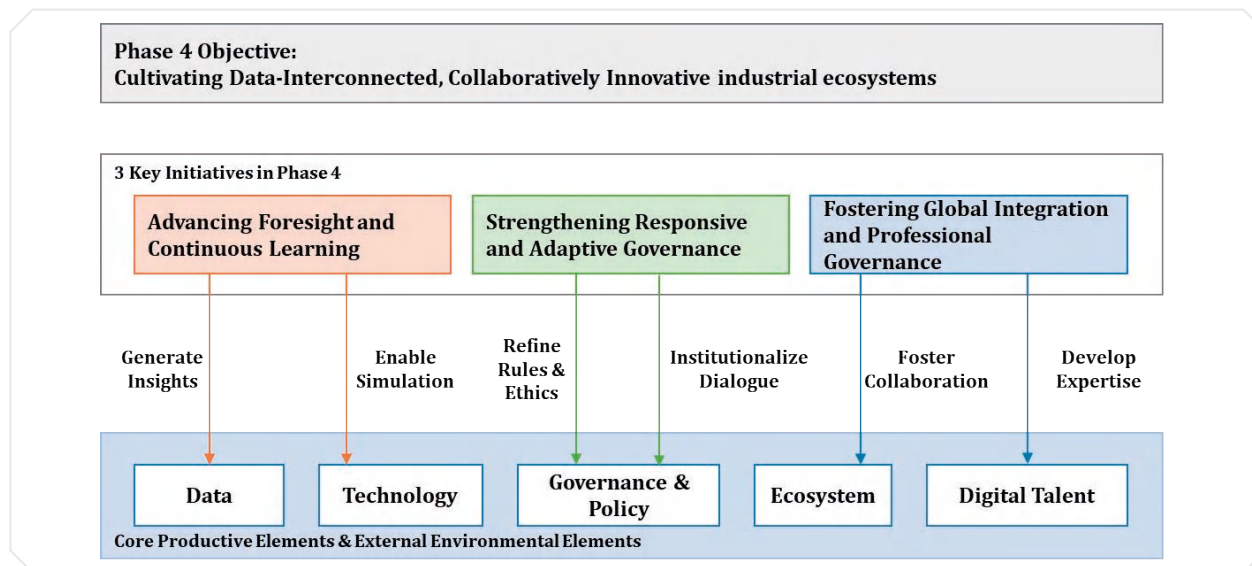 Phase 4 Objective:
Cultivating Data-Interconnected, Collaboratively Innovative industrial ecosystems
3 Key Initiatives in Phase 4
Advancing Foresight and
Continuous Learning
Strengthening Responsive
and Adaptive Governance
Fostering Global Integration
and Professional
Governance
Generate
Insights
Enable
Simulation
Refine
Rules &
Ethics
Institutionalize
Dialogue
Foster
Collaboration
Develop
Expertise
Data
Technology
Governance &
Policy
Ecosystem
Digital Talent
Core Productive Elements & External Environmental Elements